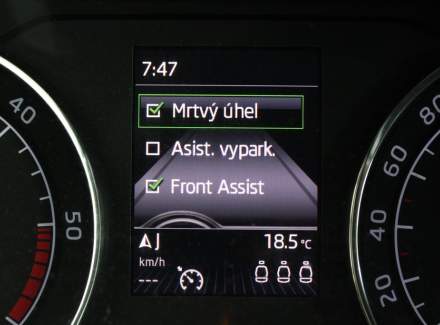 7:47
Mrtvý úhel
Asist. vypark.
Front Assist
J 18.5 °C
km/h
---
40
50
80
60
40
20